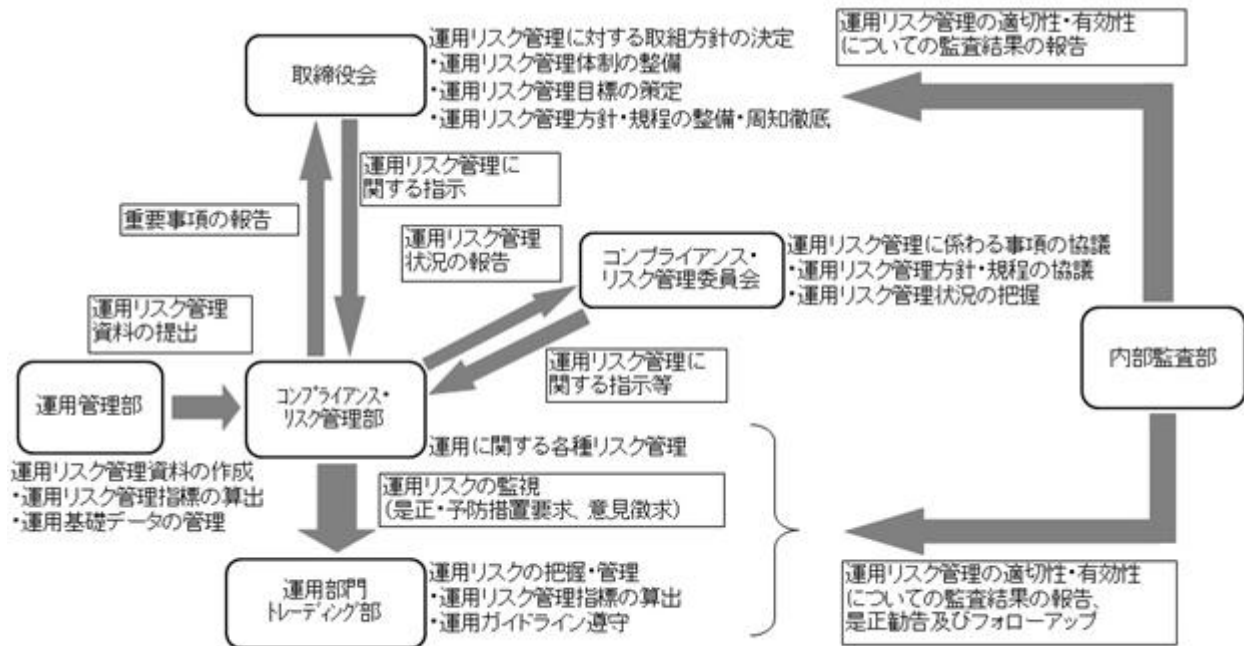 取締役会
運用リスク管理に対する取組方針の決定
・運用リスク管理体制の整備
・運用リスク管理目標の策定
・運用リスク管理方針・規程の整備・周知徹底
運用リスク管理の適切性・有効性
についての監査結果の報告
運用リスク管理に
関する指示
重要事項の報告
運用リスク管理
状況の報告
コンプライアンス・
リスク管理委員会
運用リスク管理に係わる事項の協議
・運用リスク管理方針・規程の協議
・運用リスク管理状況の把握
運用リスク管理
資料の提出
運用リスク管理に
関する指示等
内部監査部
運用管理部
コンプライアンス・
リスク管理部
運用に関する各種リスク管理
運用リスク管理資料の作成
・運用リスク管理指標の算出
・運用基礎データの管理
運用リスクの監視
(是正・予防措置要求、意見徴求)
運用部門
トレーディング部
運用リスクの把握・管理
・運用リスク管理指標の算出
・運用ガイドライン遵守
運用リスク管理の適切性・有効性
についての監査結果の報告、
是正勧告及びフォローアップ